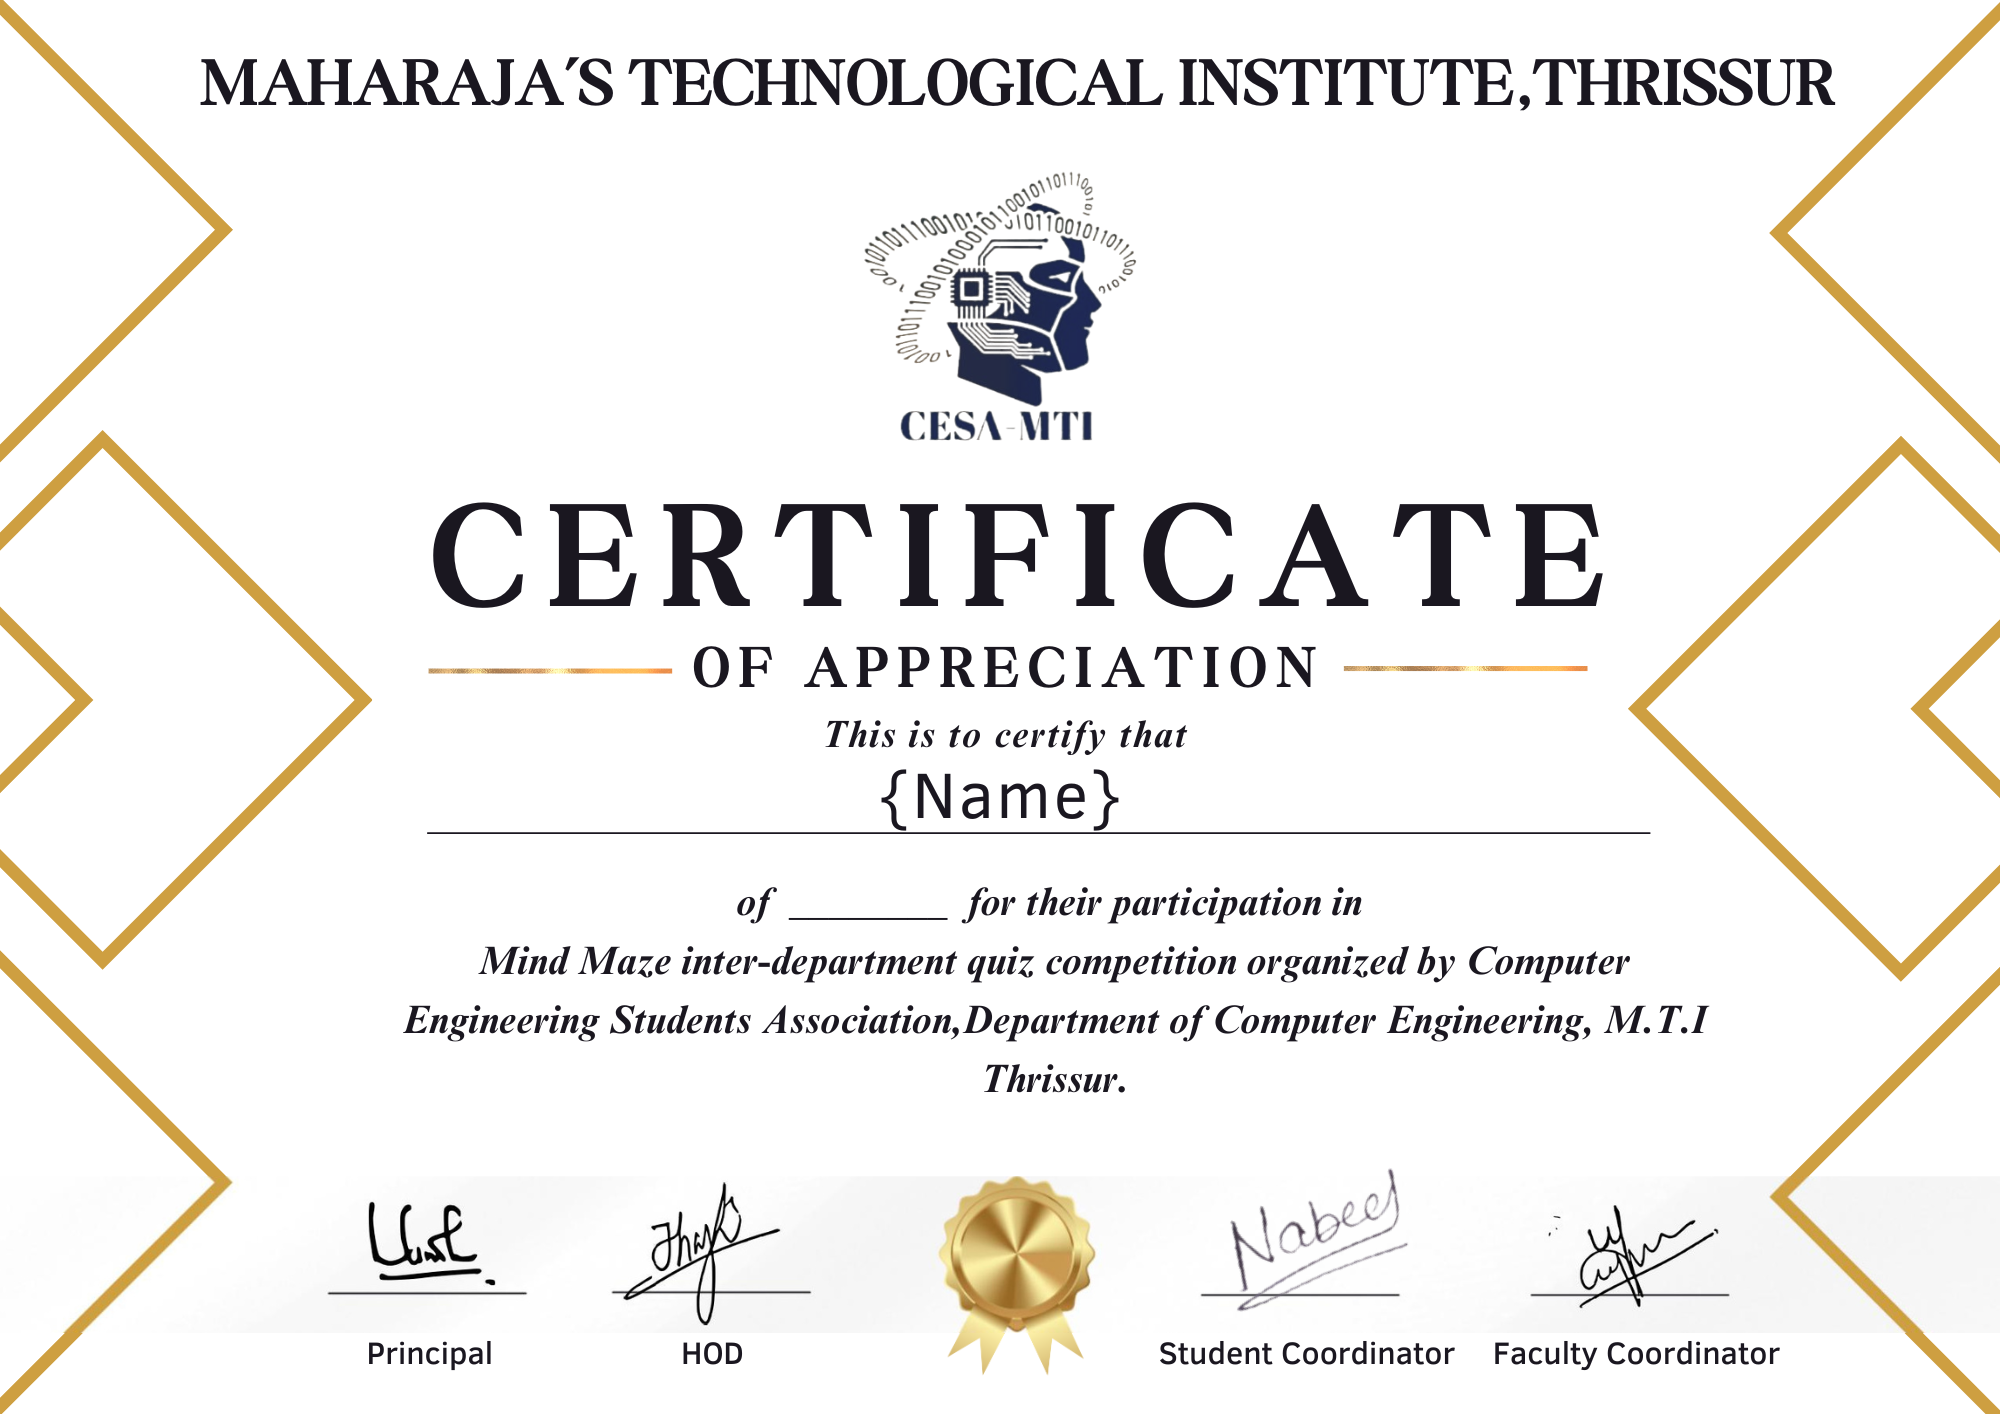 MAHARAJA´S TECHNOLOGICAL INSTITUTE,THRISSUR
CESA-MTI
CERTIFICATE
OF APPRECIATION
This is to certify that
{Name}
of ________ for their participation in
Mind Maze inter-department quiz competition organized by Computer
Engineering Students Association,Department of Computer Engineering, M.T.I
Thrissur.
Nabeel
Principal HOD Student Coordinator Faculty Coordinator